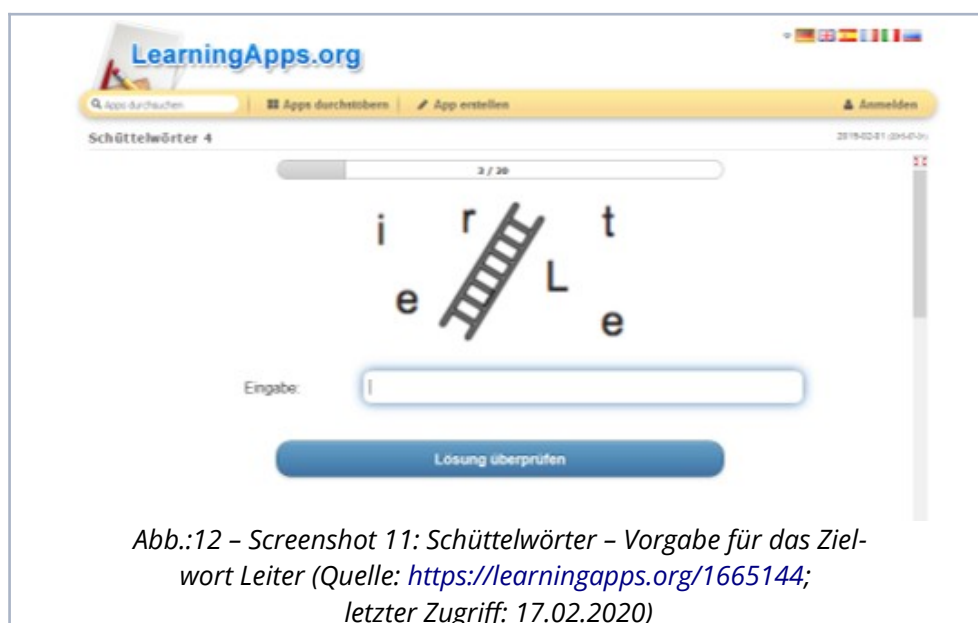 LearningApps.org
Apps durchsuchen
Apps durchstöbern
App erstellen
Anmelden
Schüttelwörter 4
3 / 20
i r t
e L
e
Eingabe:
Lösung überprüfen
Abb.:12 – Screenshot 11: Schüttelwörter – Vorgabe für das Ziel-
wort Leiter (Quelle: https://learningapps.org/1665144;
letzter Zugriff: 17.02.2020)